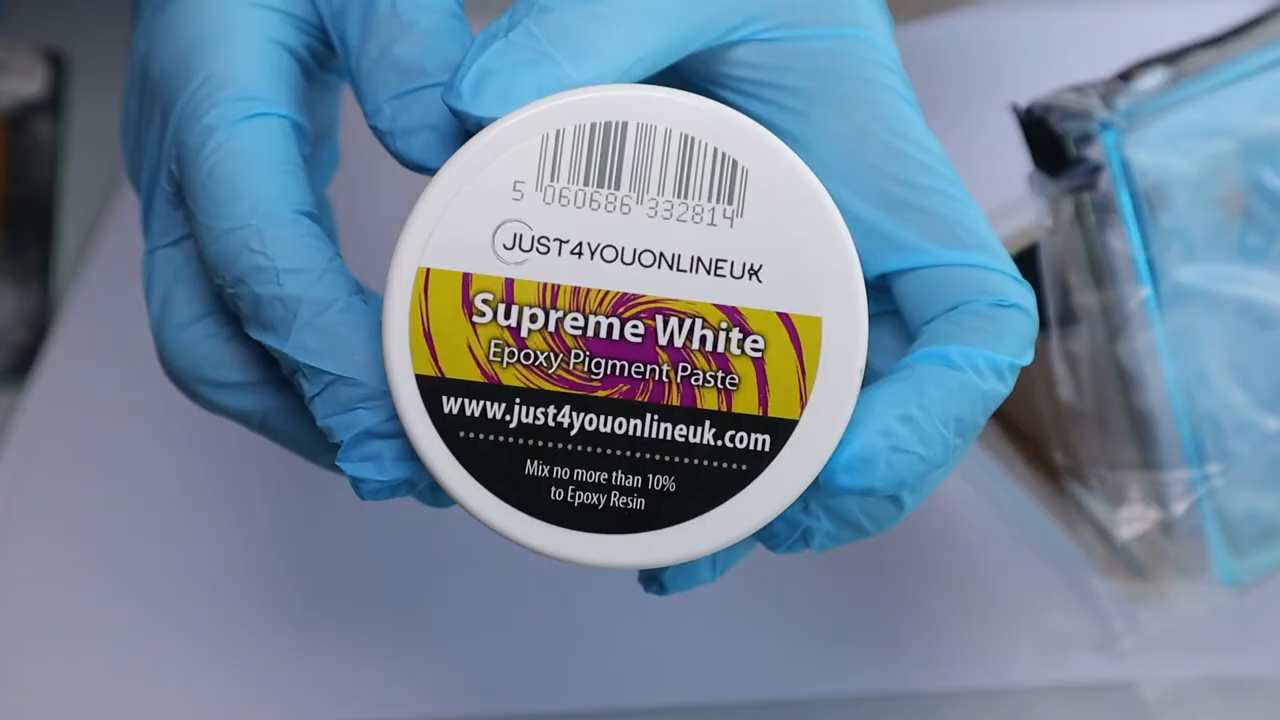 5 060686 332814
JUST4YOUONLINEUK
Supreme White
Epoxy Pigment Paste
www.just4youonlineuk.com
Mix no more than 10%
to Epoxy Resin